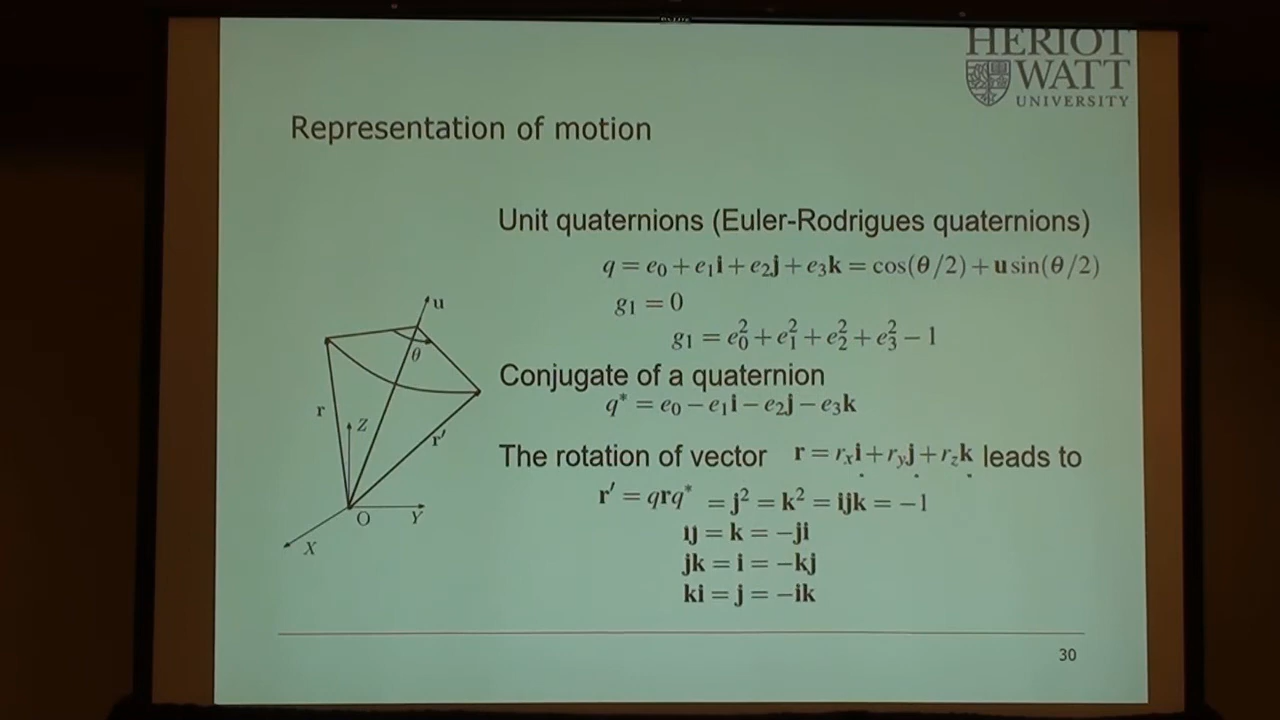 HERIOT
WATT
UNIVERSITY
Representation of motion
Unit quaternions (Euler-Rodrigues quaternions)
q = e₀ + e₁i + e₂j + e₃k = cos(θ/2) + u sin(θ/2)
g₁ = 0
g₁ = e₀² + e₁² + e₂² + e₃² − 1
Conjugate of a quaternion
q* = e₀ − e₁i − e₂j − e₃k
The rotation of vector r = rₓi + r_yj + r_zk leads to
r′ = qrq* = j² = k² = ijk = −1
ij = k = −ji
jk = i = −kj
ki = j = −ik
u
θ
r
Z
r′
O
Y
X
30